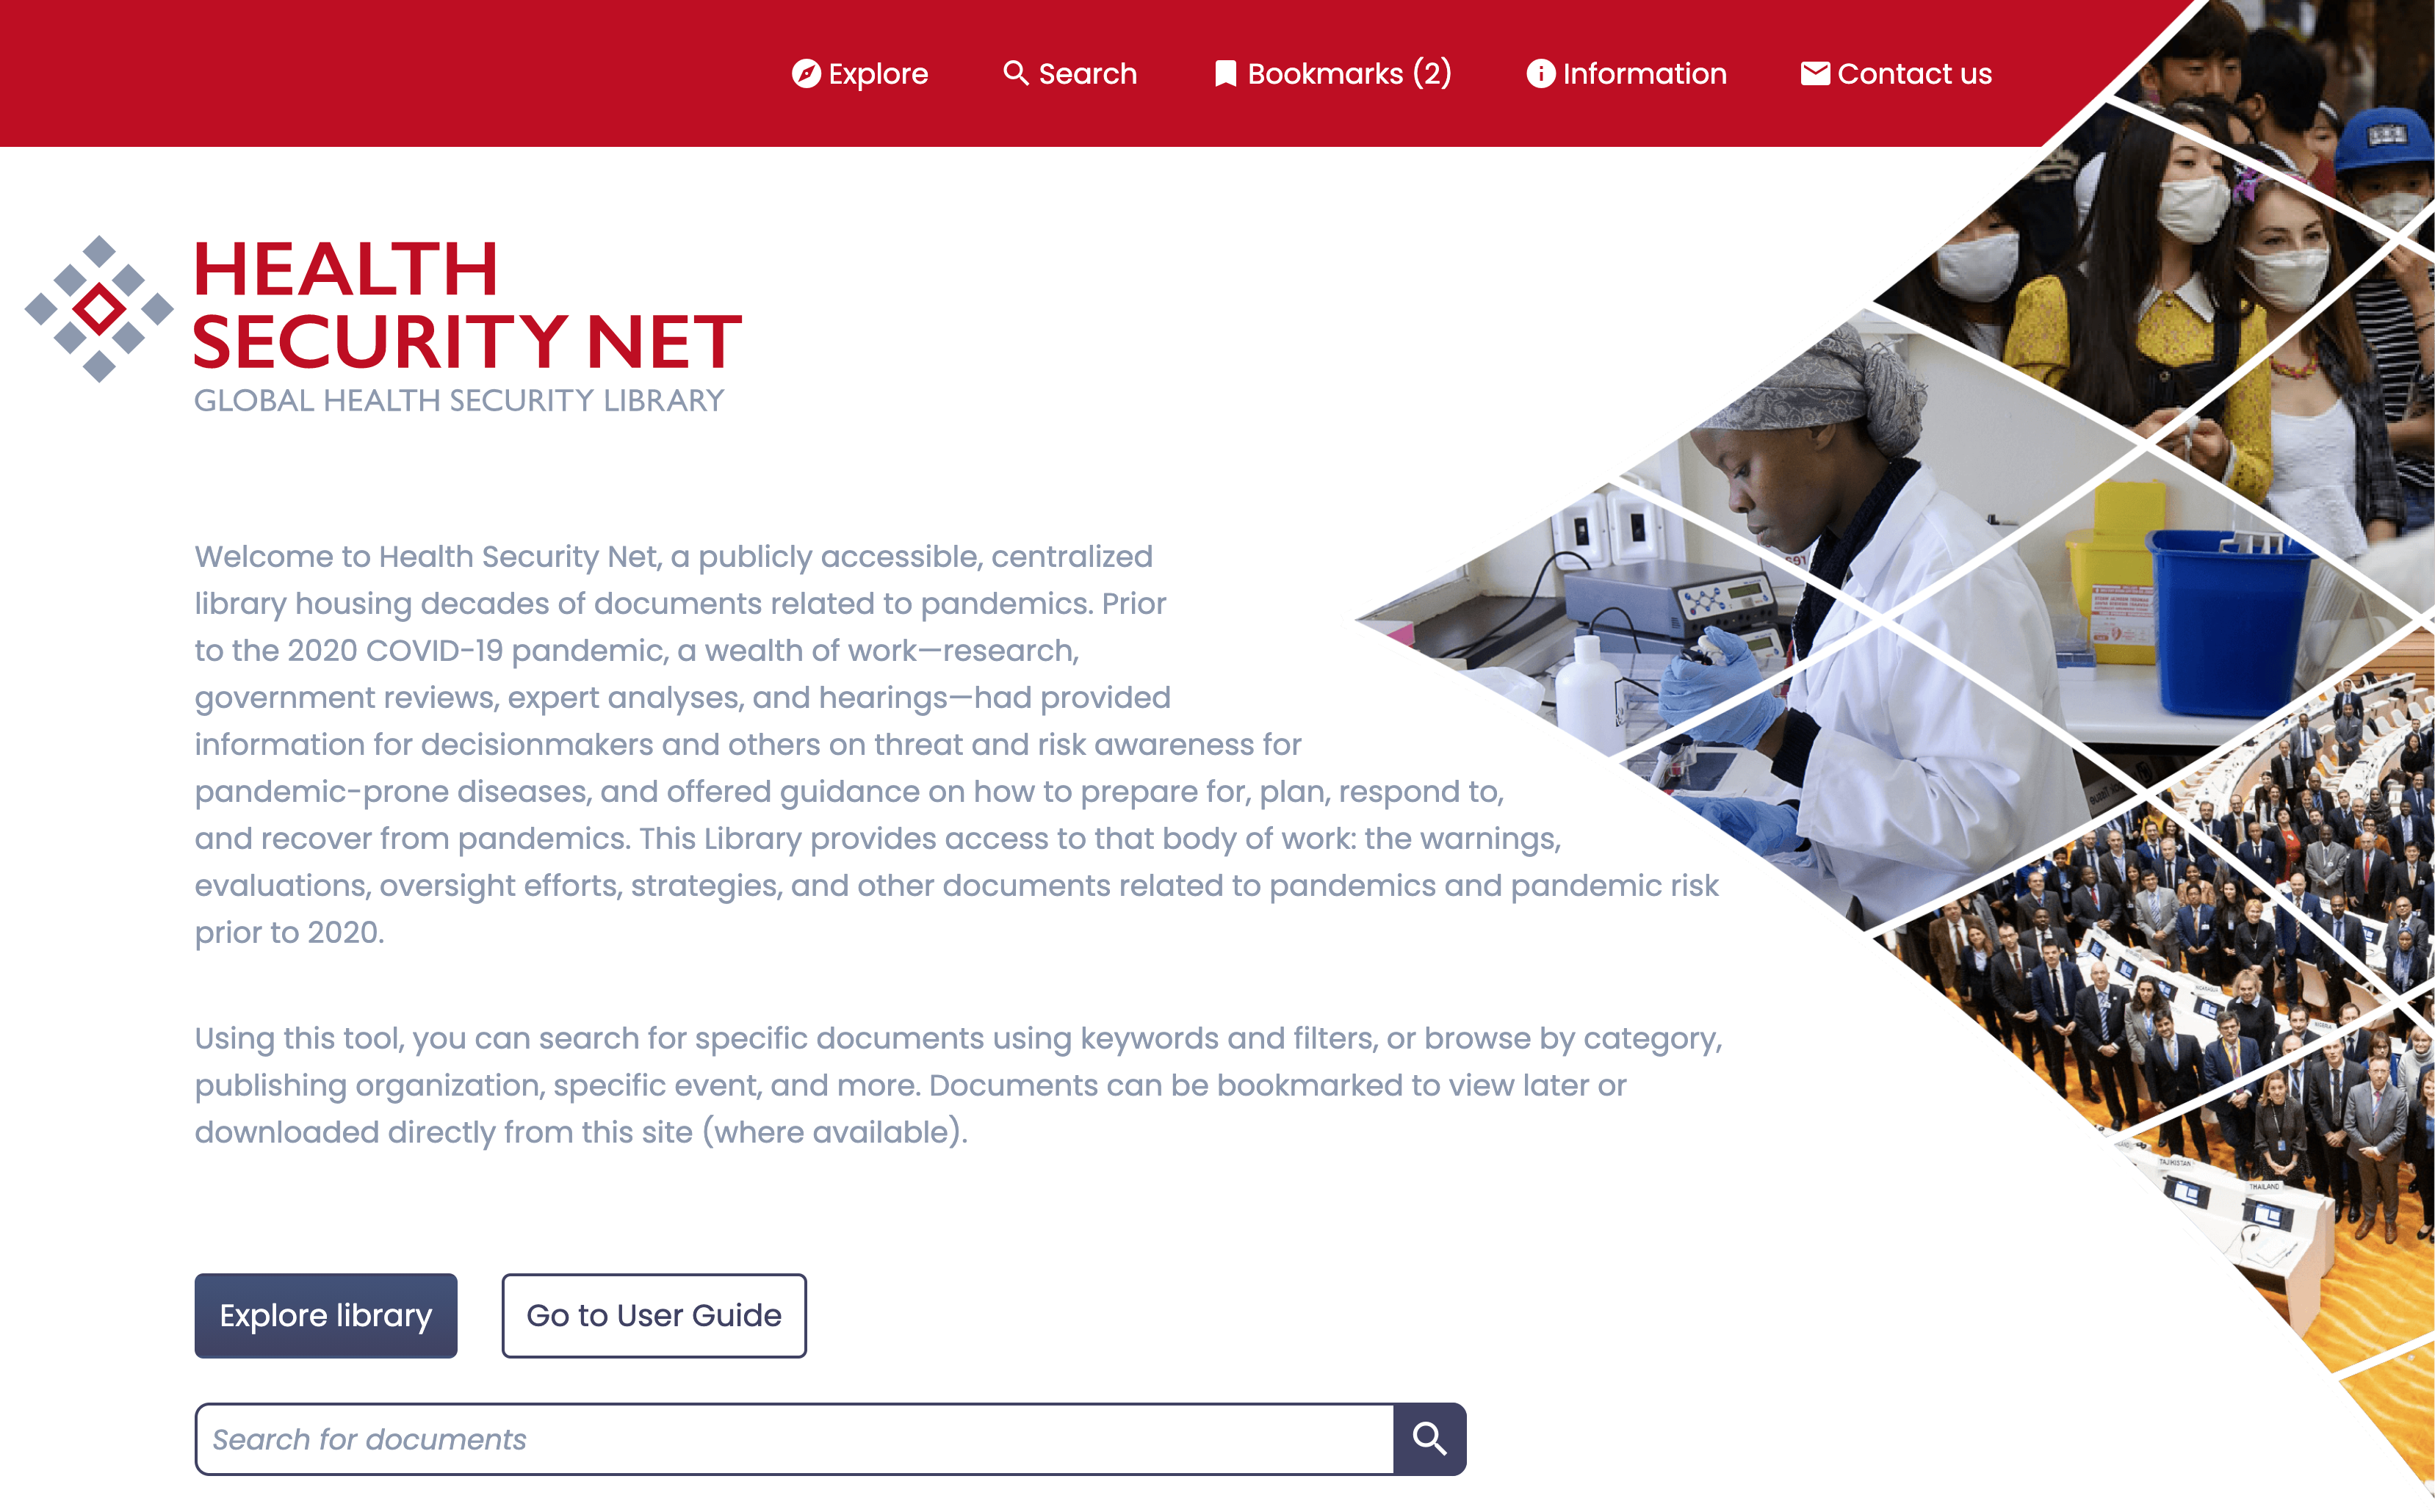 Explore Search Bookmarks (2) Information Contact us
HEALTH
SECURITY NET
GLOBAL HEALTH SECURITY LIBRARY
Welcome to Health Security Net, a publicly accessible, centralized
library housing decades of documents related to pandemics. Prior
to the 2020 COVID-19 pandemic, a wealth of work—research,
government reviews, expert analyses, and hearings—had provided
information for decisionmakers and others on threat and risk awareness for
pandemic-prone diseases, and offered guidance on how to prepare for, plan, respond to,
and recover from pandemics. This Library provides access to that body of work: the warnings,
evaluations, oversight efforts, strategies, and other documents related to pandemics and pandemic risk
prior to 2020.
Using this tool, you can search for specific documents using keywords and filters, or browse by category,
publishing organization, specific event, and more. Documents can be bookmarked to view later or
downloaded directly from this site (where available).
Explore library
Go to User Guide
Search for documents
NICARAGUA
NIGERIA
TAJIKISTAN
THAILAND